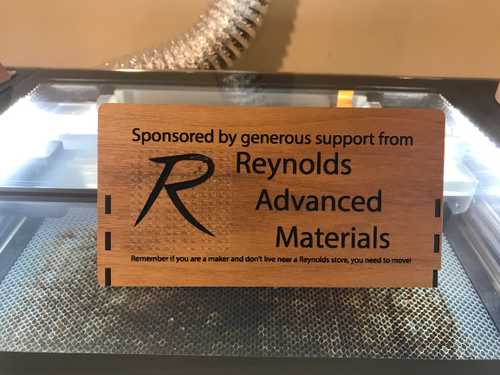 Sponsored by generous support from
R
Reynolds
Advanced
Materials
Remember if you are a maker and don't live near a Reynolds store, you need to move!